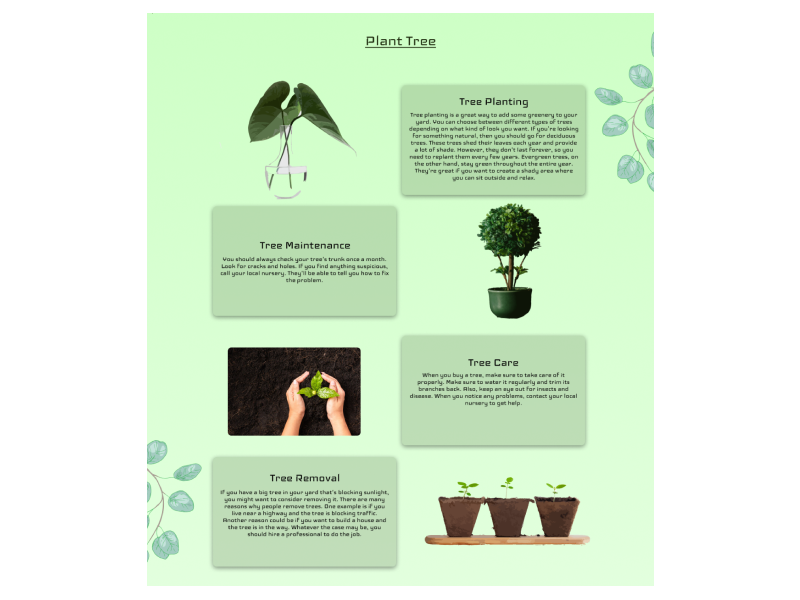 Plant Tree
Tree Planting
Tree planting is a great way to add some greenery to your
yard. You can choose between different types of trees
depending on what kind of look you want. If you're looking
for something natural, then you should go for deciduous
trees. These trees shed their leaves each year and provide
a lot of shade. However, they don't last forever, so you
need to replant them every few years. Evergreen trees, on
the other hand, stay green throughout the entire year.
They're great if you want to create a shady area where
you can sit outside and relax.
Tree Maintenance
You should always check your tree's trunk once a month.
Look for cracks and holes. If you find anything suspicious,
call your local nursery. They'll be able to tell you how to fix
the problem.
Tree Care
When you buy a tree, make sure to take care of it
properly. Make sure to water it regularly and trim its
branches back. Also, keep an eye out for insects and
disease. When you notice any problems, contact your local
nursery to get help.
Tree Removal
If you have a big tree in your yard that's blocking sunlight,
you might want to consider removing it. There are many
reasons why people remove trees. One example is if you
live near a highway and the tree is blocking traffic.
Another reason could be if you want to build a house and
the tree is in the way. Whatever the case may be, you
should hire a professional to do the job.